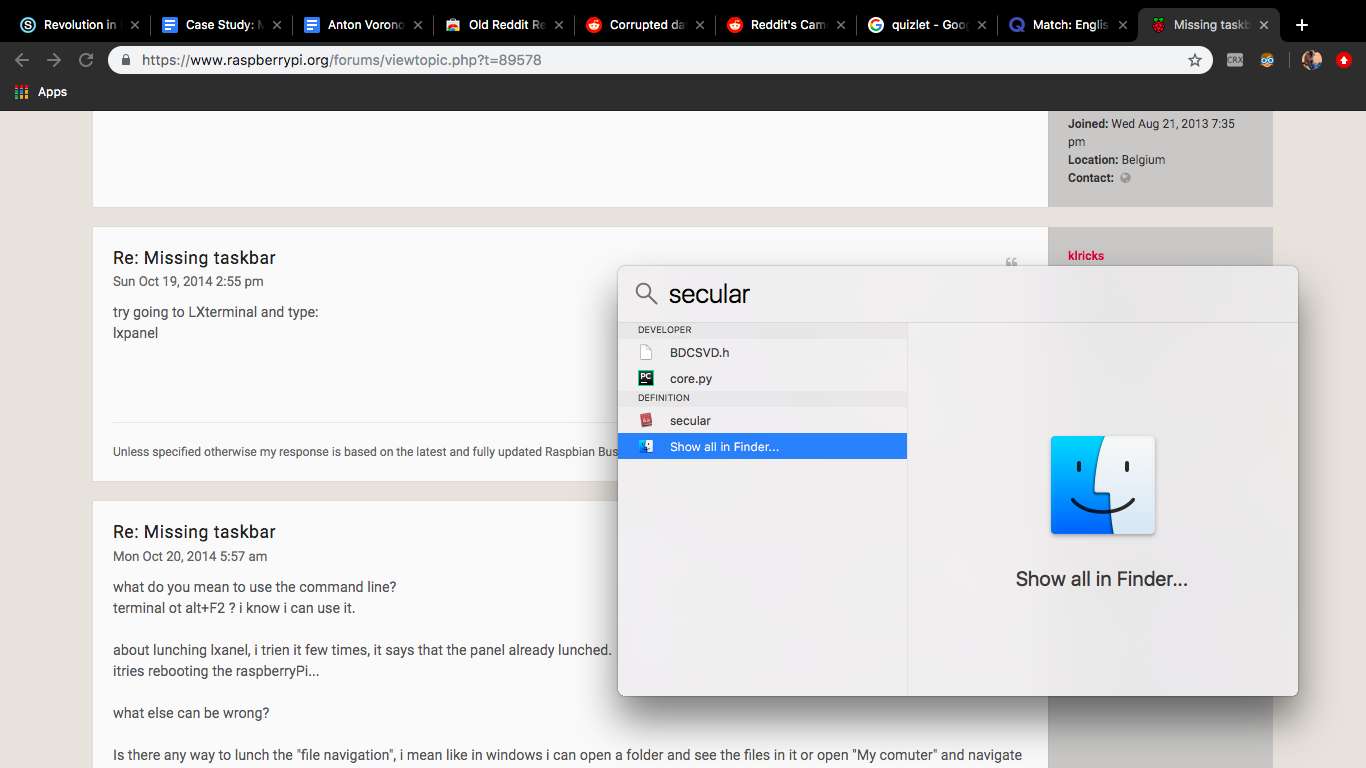 Revolution in
Case Study: M
Anton Vorono
Old Reddit Re
Corrupted da
Reddit's Cam
quizlet - Goog
Match: Englis
Missing taskb
https://www.raspberrypi.org/forums/viewtopic.php?t=89578
CRX
Apps
Joined: Wed Aug 21, 2013 7:35
pm
Location: Belgium
Contact:
Re: Missing taskbar
Sun Oct 19, 2014 2:55 pm
try going to LXterminal and type:
lxpanel
klricks
Unless specified otherwise my response is based on the latest and fully updated Raspbian Bus
secular
DEVELOPER
BDCSVD.h
PC
core.py
DEFINITION
Aa
secular
Show all in Finder...
Show all in Finder...
Re: Missing taskbar
Mon Oct 20, 2014 5:57 am
what do you mean to use the command line?
terminal ot alt+F2 ? i know i can use it.
about lunching lxanel, i trien it few times, it says that the panel already lunched.
itries rebooting the raspberryPi...
what else can be wrong?
Is there any way to lunch the "file navigation", i mean like in windows i can open a folder and see the files in it or open "My comuter" and navigate